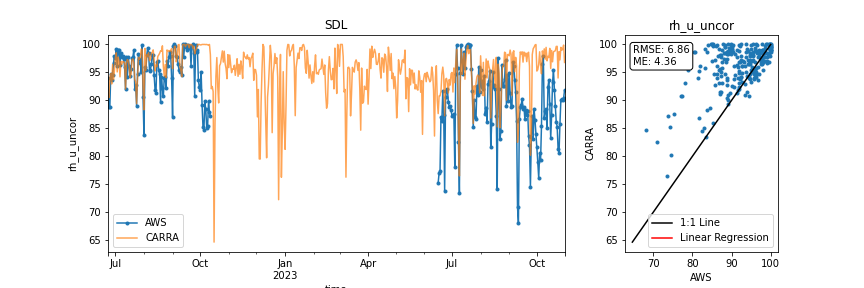 SDL
rh_u_uncor
100
95
90
85
80
75
70
65
rh_u_uncor
AWS
CARRA
Jul
Oct
Jan
2023
Apr
Jul
Oct
time
rh_u_uncor
RMSE: 6.86
ME: 4.36
100
95
90
85
80
75
70
65
CARRA
1:1 Line
Linear Regression
70
80
90
100
AWS